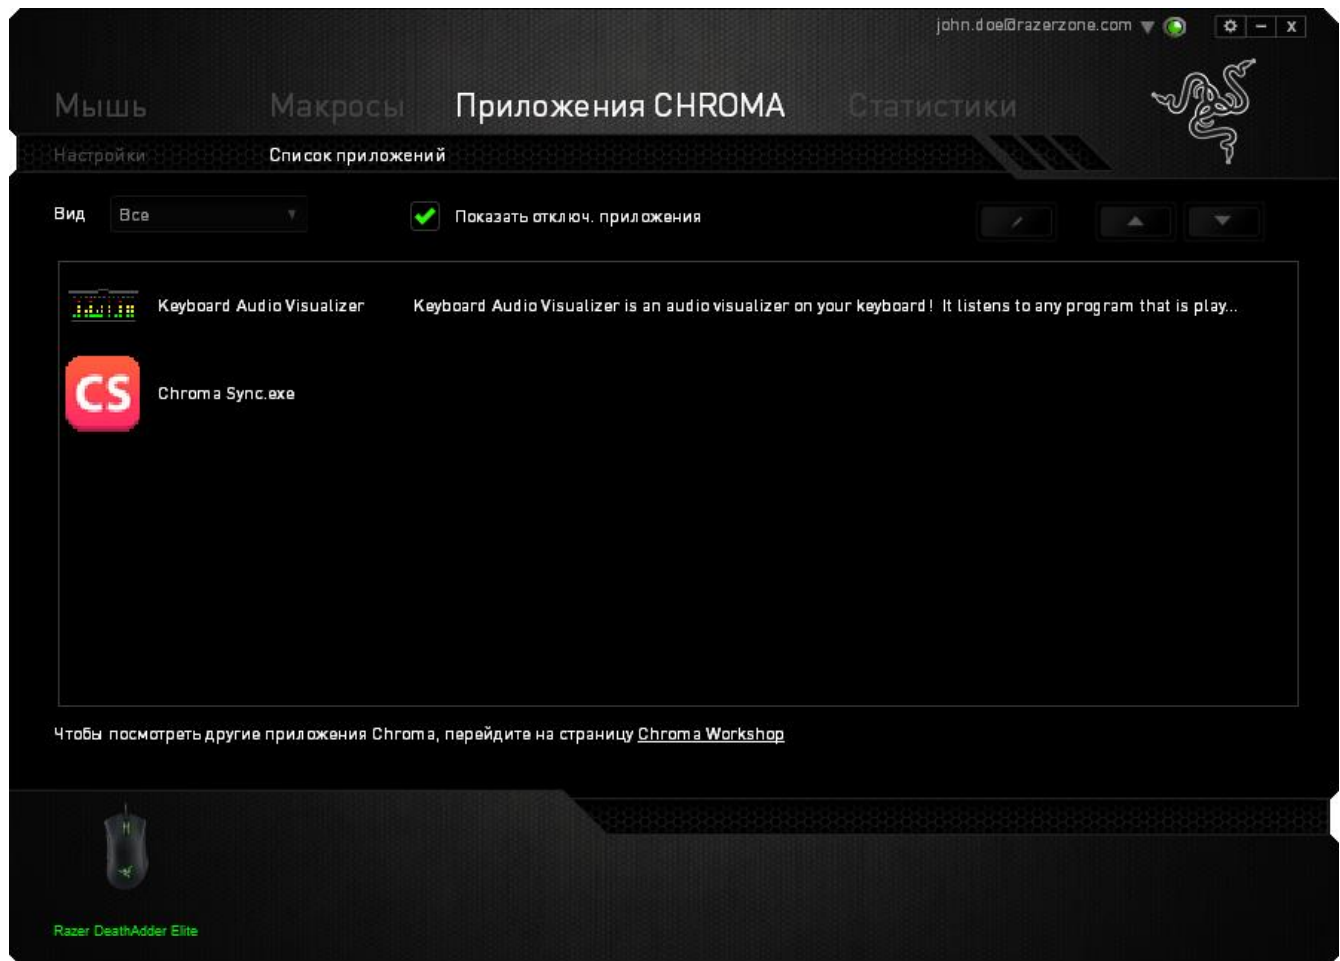 john.doe@razerzone.com
Мышь Макросы Приложения CHROMA Статистики
Настройки Список приложений
Вид Все Показать отключ. приложения
Keyboard Audio Visualizer Keyboard Audio Visualizer is an audio visualizer on your keyboard! It listens to any program that is play...
CS Chroma Sync.exe
Чтобы посмотреть другие приложения Chroma, перейдите на страницу Chroma Workshop
Razer DeathAdder Elite